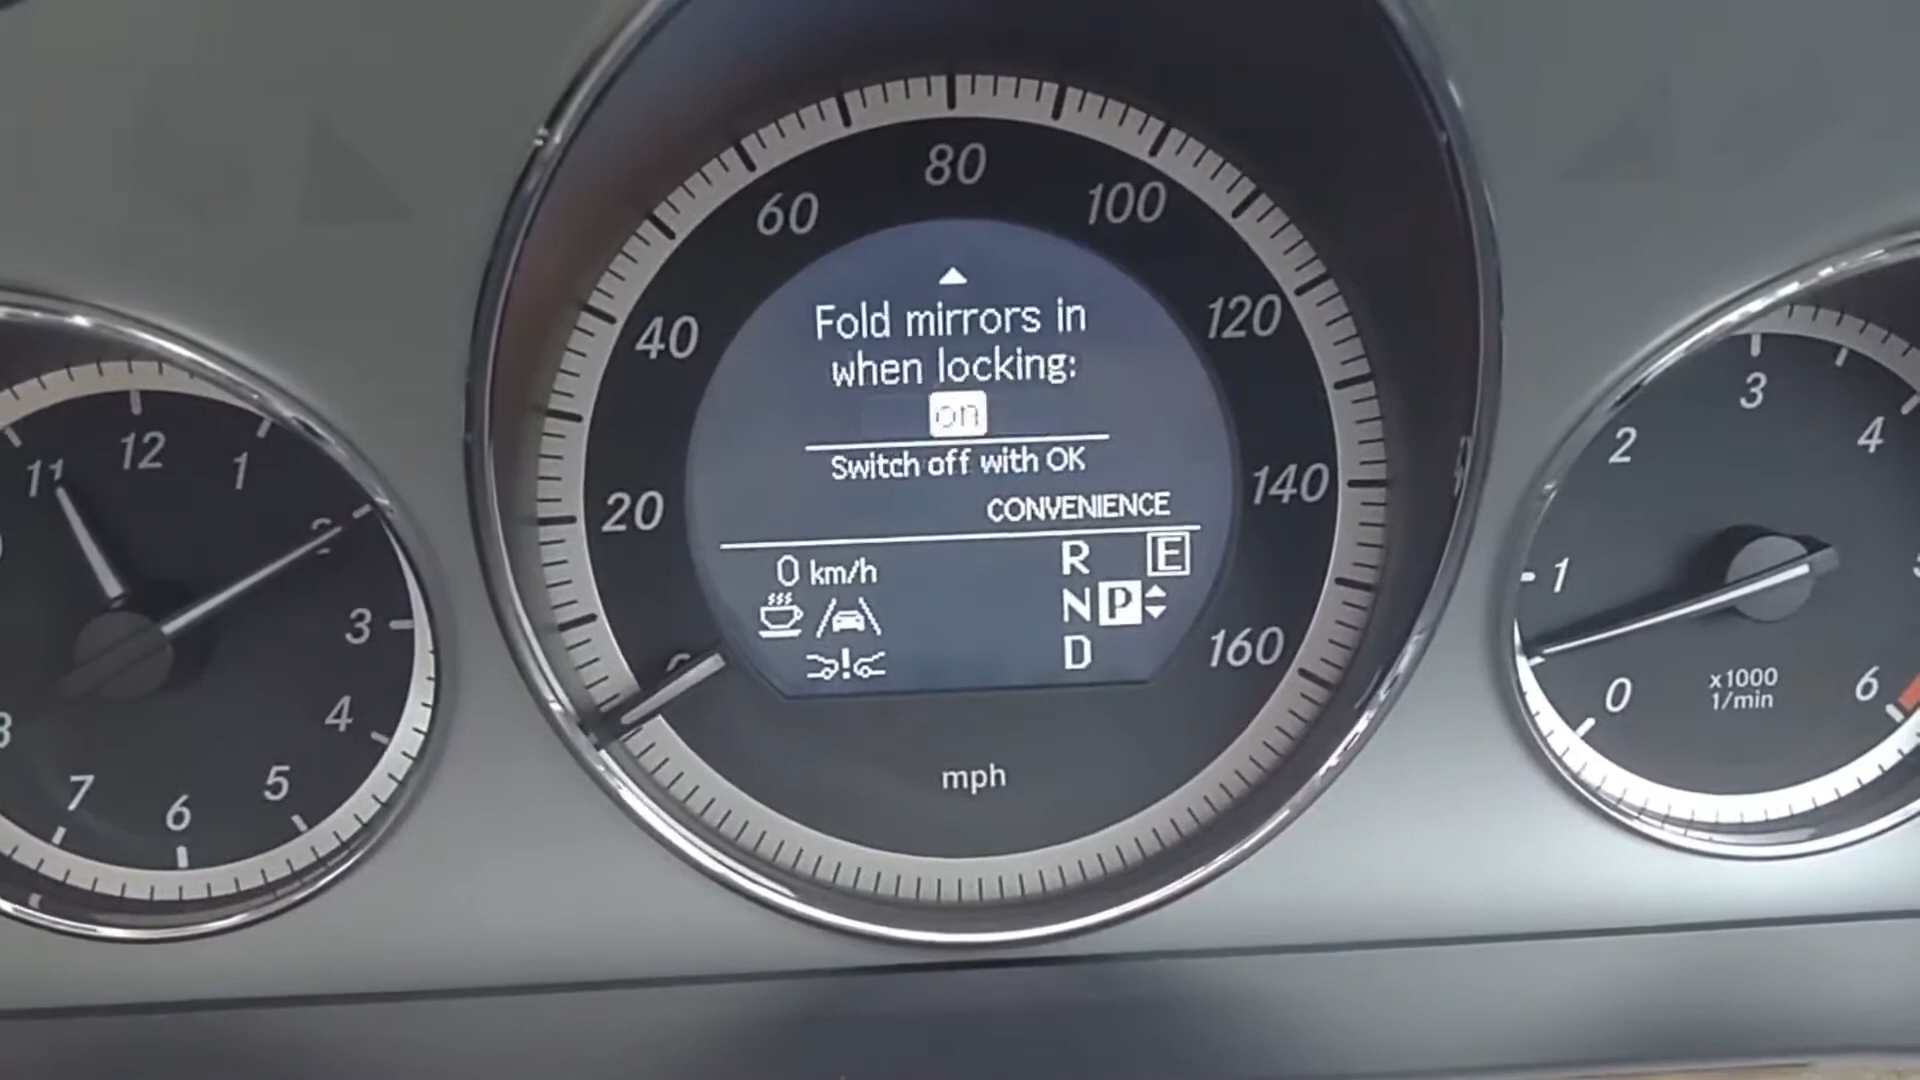 Fold mirrors in
when locking:
on
Switch off with OK
CONVENIENCE
0 km/h
R E
N P
D
20
40
60
80
100
120
140
160
mph
11
12
1
2
3
4
5
6
7
8
0
1
2
3
4
6
x1000
1/min